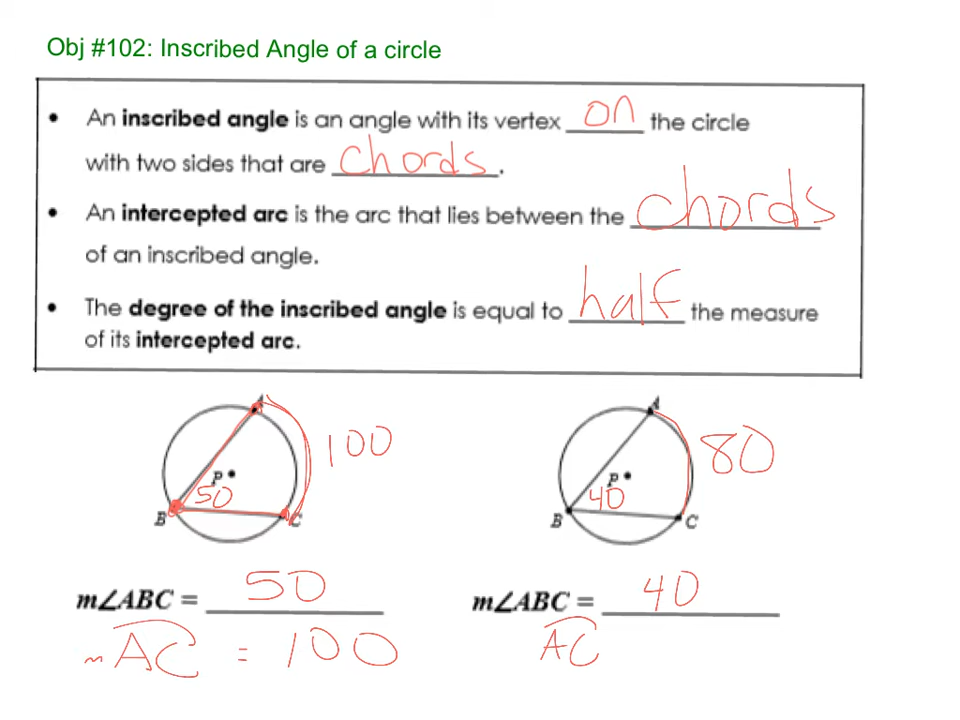 Obj #102: Inscribed Angle of a circle
• An inscribed angle is an angle with its vertex on the circle
with two sides that are chords.
• An intercepted arc is the arc that lies between the chords
of an inscribed angle.
• The degree of the inscribed angle is equal to half the measure
of its intercepted arc.
A A
100 80
P P
50 40
B C B C
m∠ABC = 50 m∠ABC = 40
m AC = 100 AC